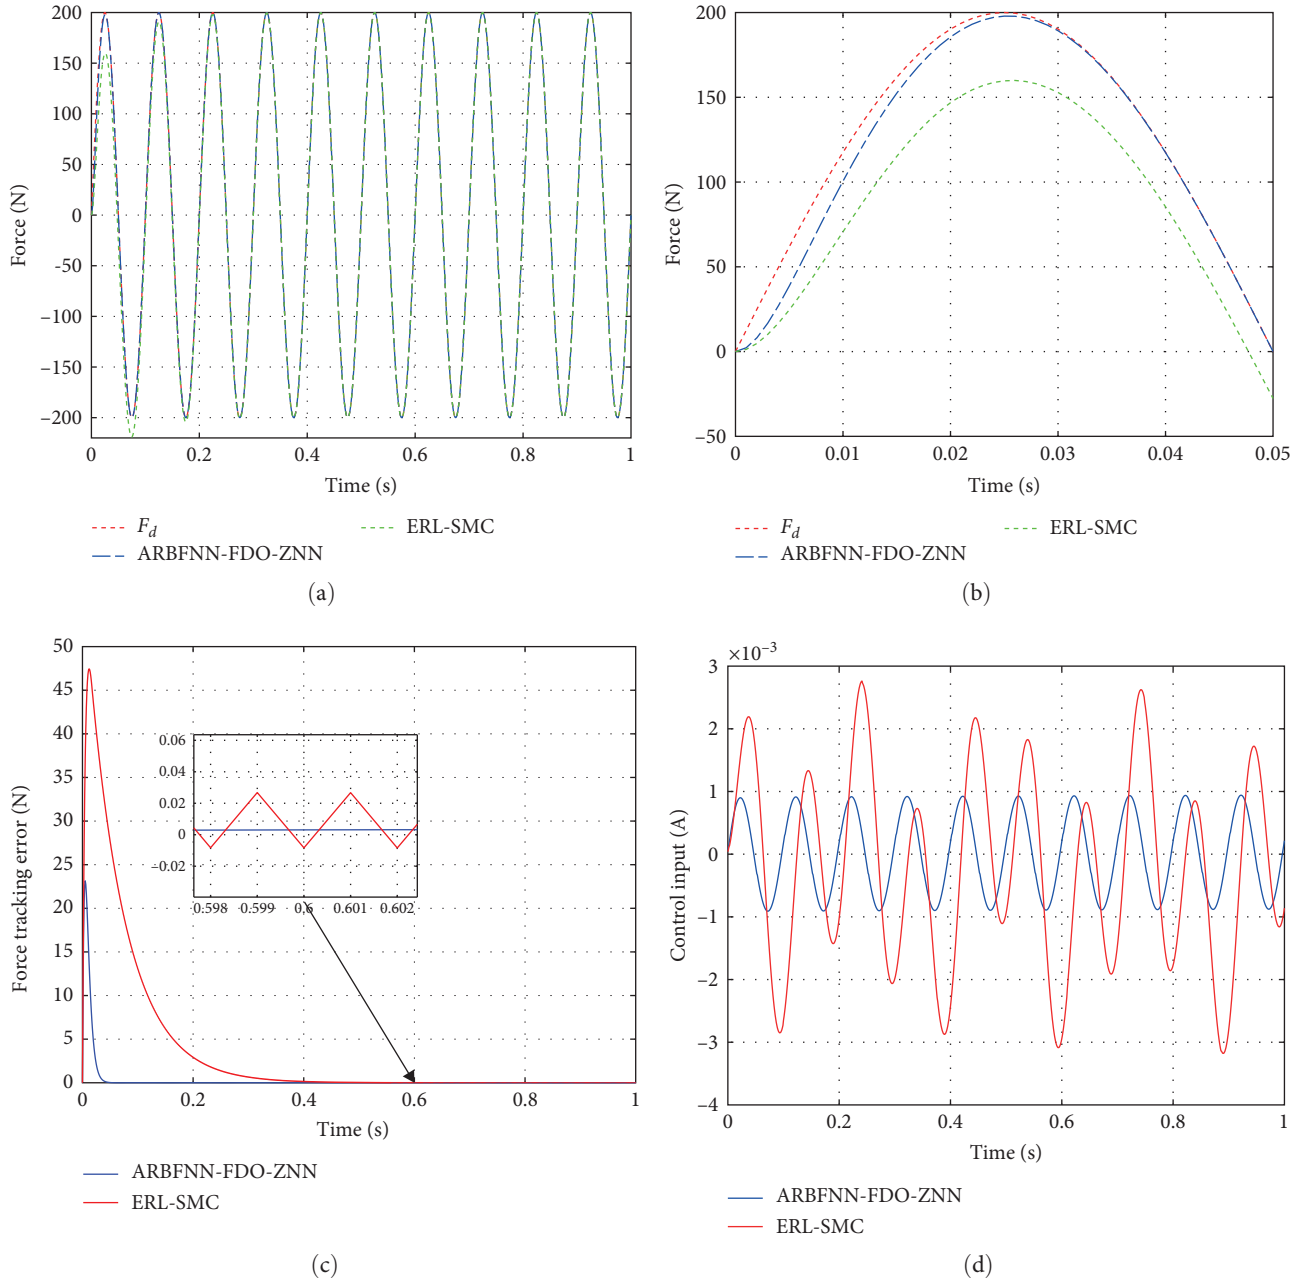 200
150
100
50
0
−50
−100
−150
−200
Force (N)
0 0.2 0.4 0.6 0.8 1
Time (s)
F_d
ERL-SMC
ARBFNN-FDO-ZNN
(a)
200
150
100
50
0
−50
Force (N)
0 0.01 0.02 0.03 0.04 0.05
Time (s)
F_d
ERL-SMC
ARBFNN-FDO-ZNN
(b)
50
45
40
35
30
25
20
15
10
5
0
Force tracking error (N)
0.06
0.04
0.02
0
−0.02
0.598 0.599 0.6 0.601 0.602
0 0.2 0.4 0.6 0.8 1
Time (s)
ARBFNN-FDO-ZNN
ERL-SMC
(c)
×10−3
3
2
1
0
−1
−2
−3
−4
Control input (A)
0 0.2 0.4 0.6 0.8 1
Time (s)
ARBFNN-FDO-ZNN
ERL-SMC
(d)